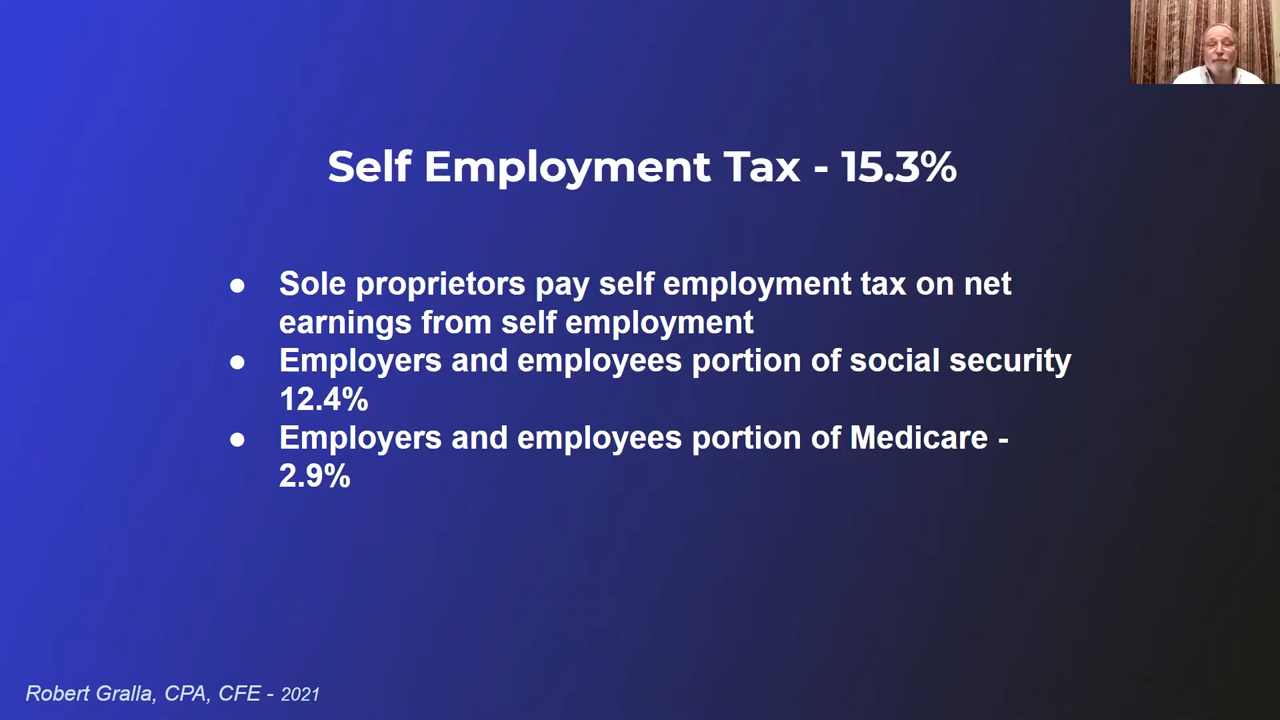 Self Employment Tax - 15.3%
● Sole proprietors pay self employment tax on net
earnings from self employment
● Employers and employees portion of social security
12.4%
● Employers and employees portion of Medicare -
2.9%
Robert Gralla, CPA, CFE - 2021